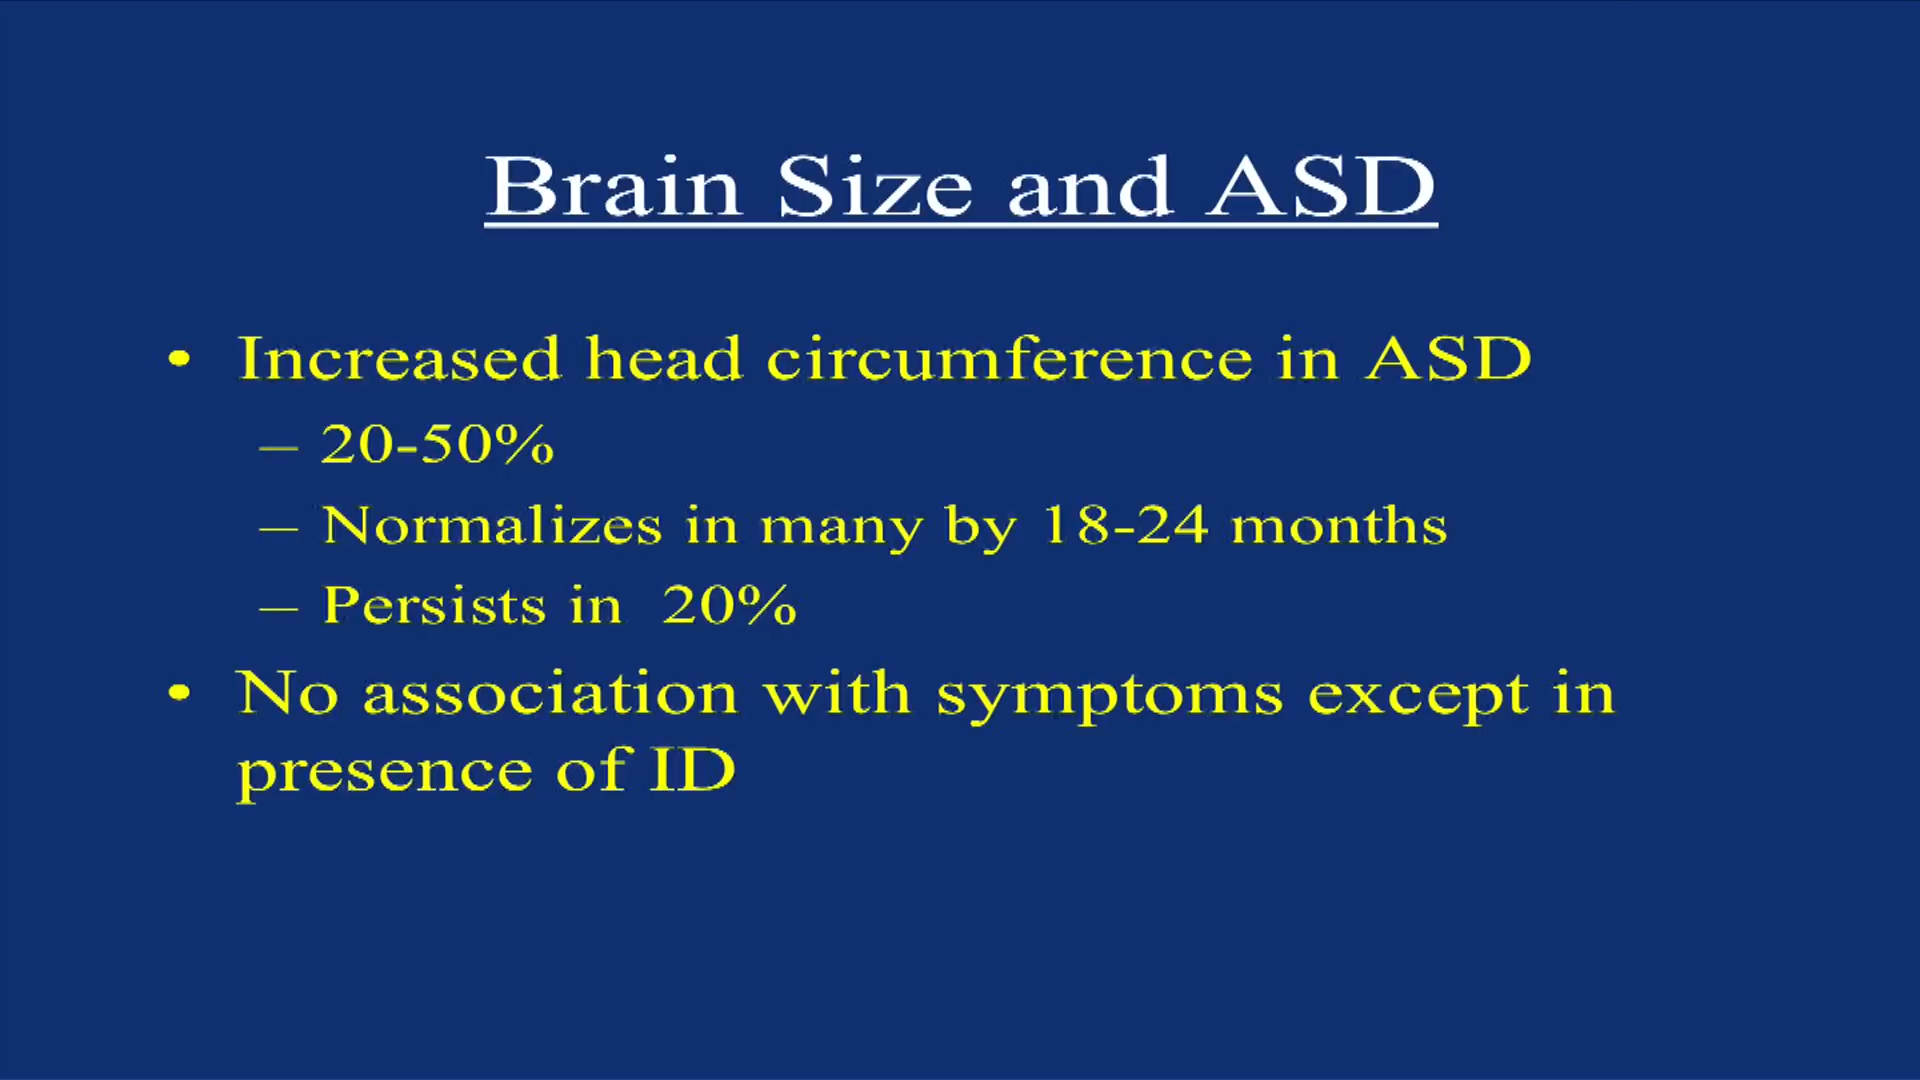 Brain Size and ASD
• Increased head circumference in ASD
– 20-50%
– Normalizes in many by 18-24 months
– Persists in  20%
• No association with symptoms except in
presence of ID